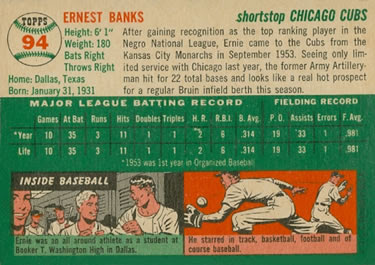 TOPPS
94
ERNEST BANKS
shortstop CHICAGO CUBS
Height: 6' 1"
Weight: 180
Bats Right
Throws Right
Home: Dallas, Texas
Born: January 31, 1931
After gaining recognition as the top ranking player in the
Negro National League, Ernie came to the Cubs from the
Kansas City Monarchs in September 1953. Seeing only lim-
ited service with Chicago last year, the former Army Artillery-
man hit for 22 total bases and looks like a real hot prospect
for a regular Bruin infield berth this season.
MAJOR LEAGUE BATTING RECORD
FIELDING RECORD
Games At Bat Runs Hits Doubles Triples H. R. R.B.I. B. Avg. P. O. Assists Errors F. Avg.
*Year 10 35 3 11 1 1 2 6 .314 19 33 1 .981
Life 10 35 3 11 1 1 2 6 .314 19 33 1 .981
*1953 was 1st year in Organized Baseball
INSIDE BASEBALL
Ernie was an all around athlete as a student at
Booker T. Washington High in Dallas.
He starred in track, basketball, football and of
course baseball.